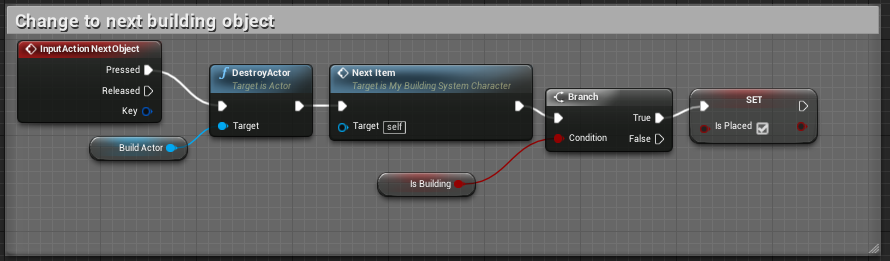 Change to next building object
InputAction NextObject
Pressed
Released
Key
Build Actor
f DestroyActor
Target is Actor
Target
Next Item
Target is My Building System Character
Target self
Is Building
Branch
True
Condition
False
SET
Is Placed